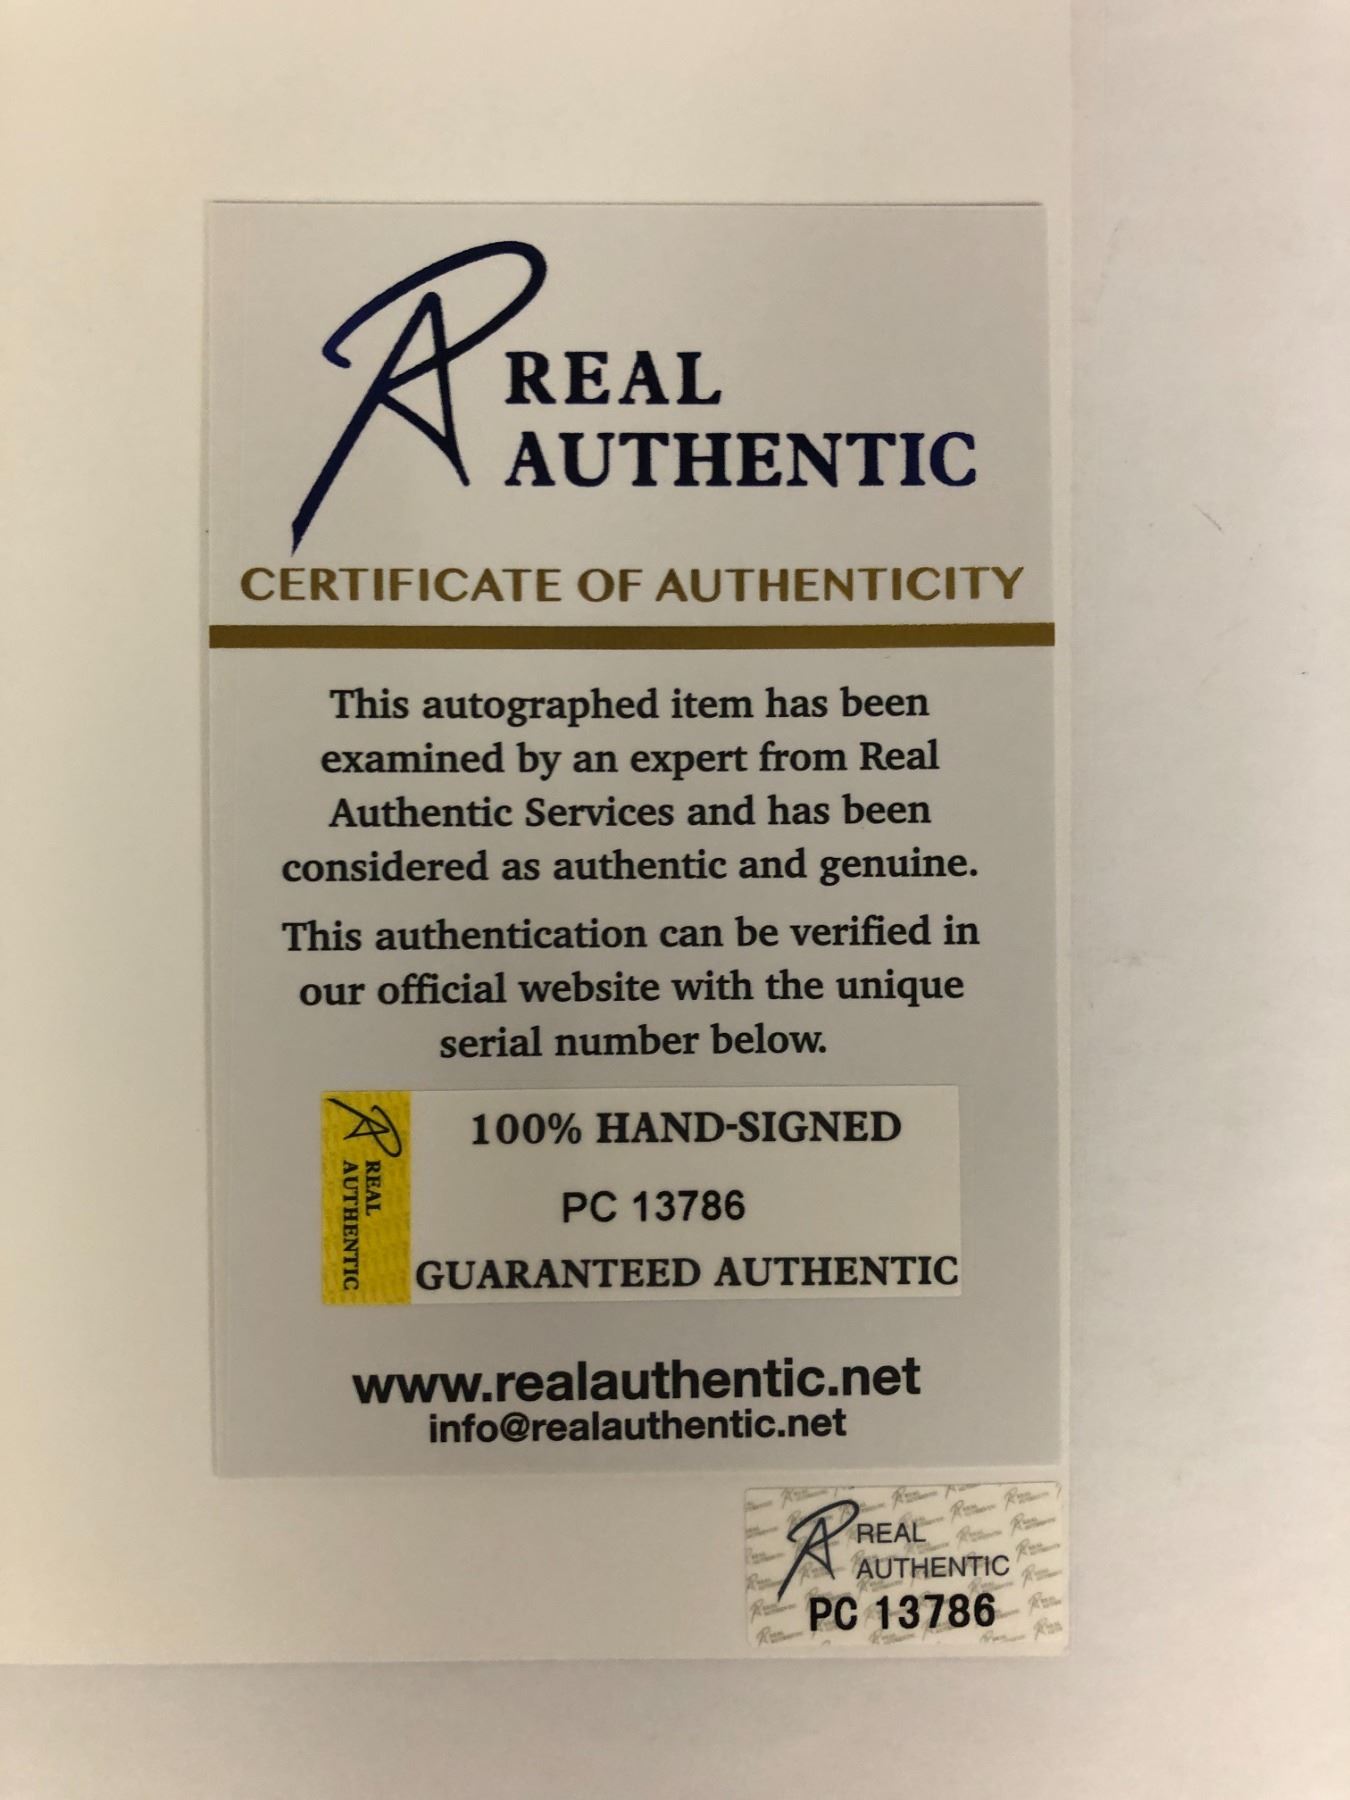 REAL
AUTHENTIC
CERTIFICATE OF AUTHENTICITY
This autographed item has been
examined by an expert from Real
Authentic Services and has been
considered as authentic and genuine.
This authentication can be verified in
our official website with the unique
serial number below.
REAL
AUTHENTIC
100% HAND-SIGNED
PC 13786
GUARANTEED AUTHENTIC
www.realauthentic.net
info@realauthentic.net
REAL
AUTHENTIC
PC 13786